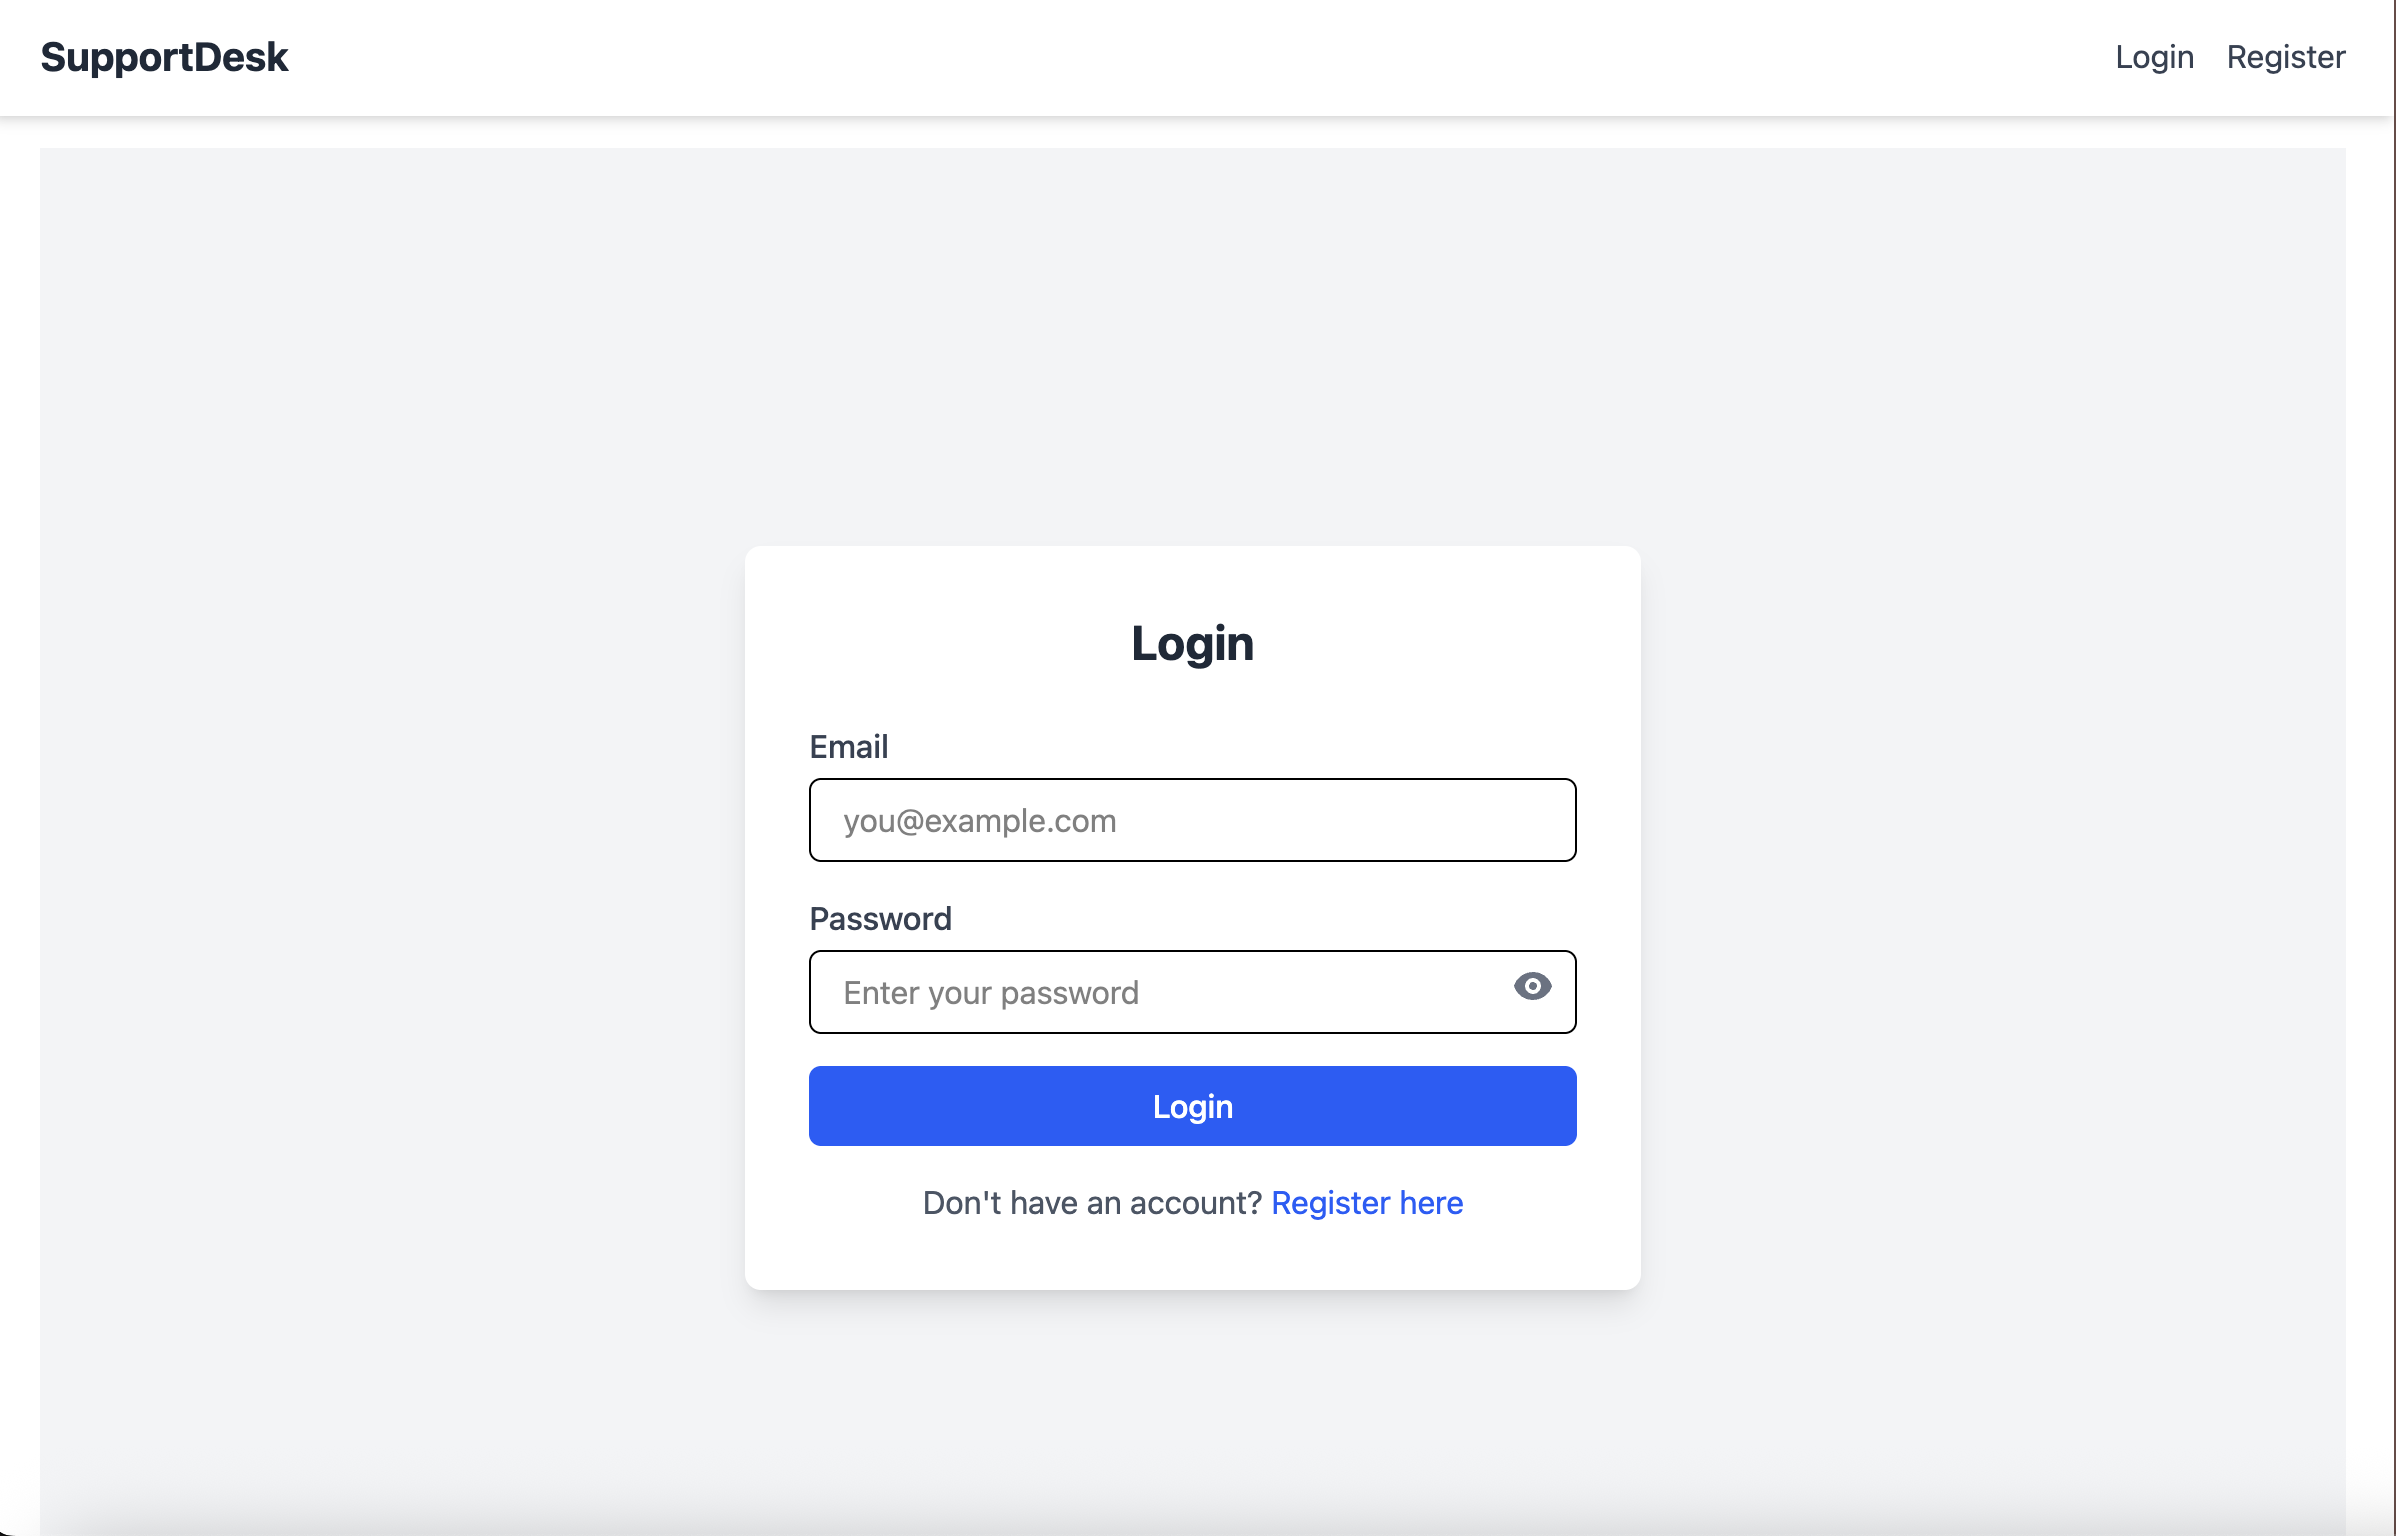 SupportDesk
Login Register
Login
Email
you@example.com
Password
Enter your password
Login
Don't have an account? Register here